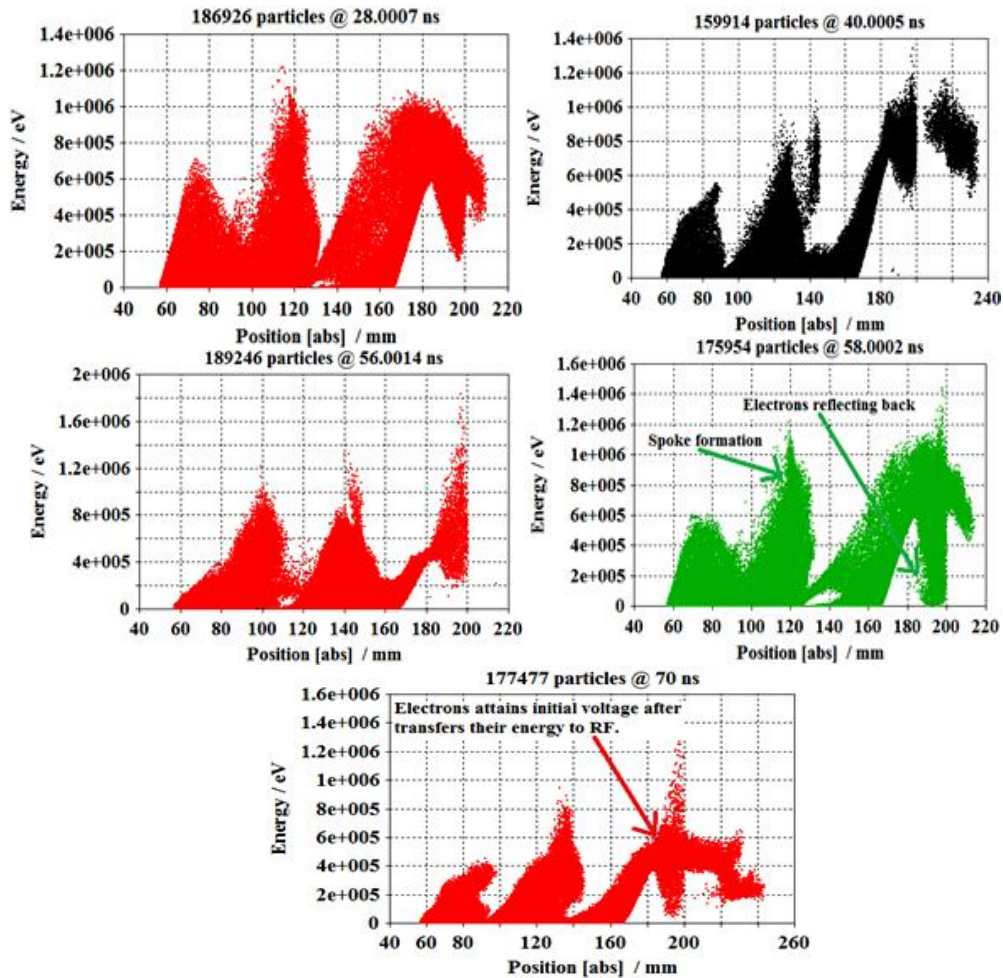 186926 particles @ 28.0007 ns
1.4e+006
1.2e+006
1e+006
8e+005
6e+005
4e+005
2e+005
0
Energy / eV
40 60 80 100 120 140 160 180 200 220
Position [abs] / mm
159914 particles @ 40.0005 ns
1.4e+006
1.2e+006
1e+006
8e+005
6e+005
4e+005
2e+005
0
Energy / eV
40 60 100 140 180 240
Position [abs] / mm
189246 particles @ 56.0014 ns
2e+006
1.6e+006
1.2e+006
8e+005
4e+005
0
Energy / eV
40 60 80 100 120 140 160 180 200 220
Position [abs] / mm
175954 particles @ 58.0002 ns
1.6e+006
1.4e+006
1.2e+006
1e+006
8e+005
6e+005
4e+005
2e+005
0
Energy / eV
Electrons reflecting back
Spoke formation
40 60 80 100 120 140 160 180 200 220
Position [abs] / mm
177477 particles @ 70 ns
1.6e+006
1.4e+006
1.2e+006
1e+006
8e+005
6e+005
4e+005
2e+005
0
Energy / eV
Electrons attains initial voltage after
transfers their energy to RF.
40 60 80 120 160 200 260
Position [abs] / mm